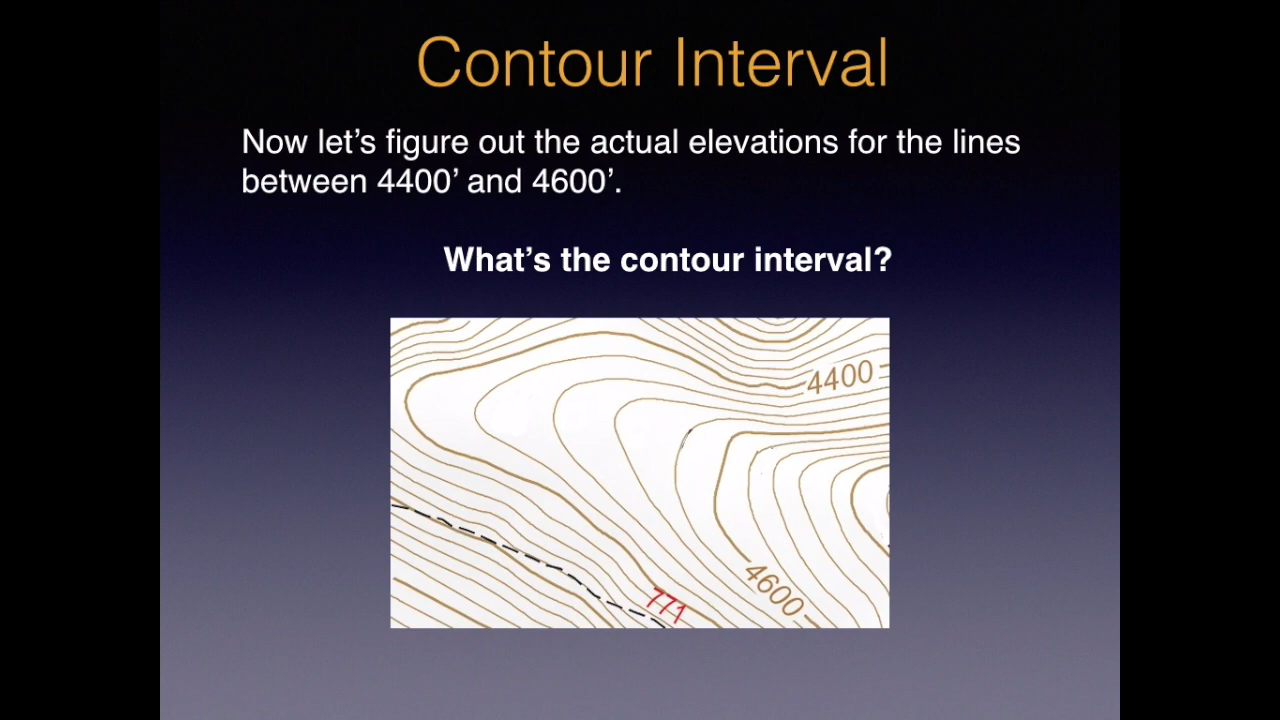 Contour Interval
Now let’s figure out the actual elevations for the lines
between 4400’ and 4600’.
What’s the contour interval?
4400
4600
771